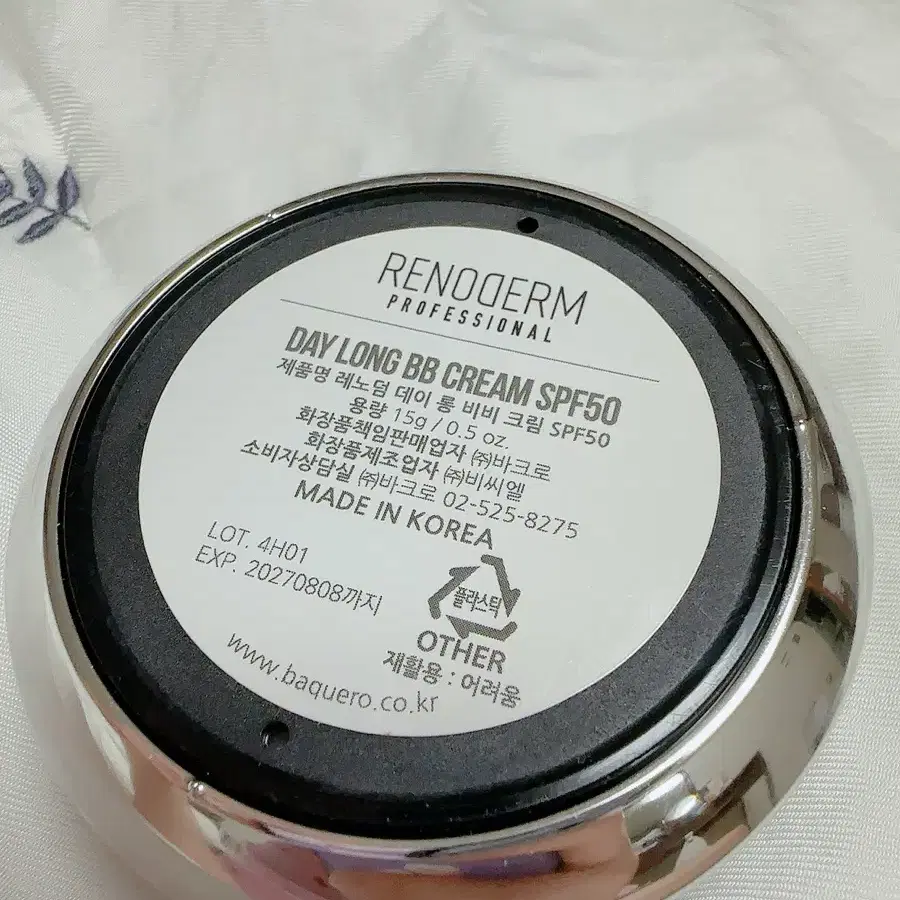 RENODERM
PROFESSIONAL
DAY LONG BB CREAM SPF50
제품명 레노덤 데이 롱 비비 크림 SPF50
용량 15g / 0.5 oz.
화장품책임판매업자 ㈜바크로
화장품제조업자 ㈜비씨엘
소비자상담실 ㈜바크로 02-525-8275
MADE IN KOREA
LOT. 4H01
EXP. 20270808까지
플라스틱
OTHER
재활용 : 어려움
www.baquero.co.kr